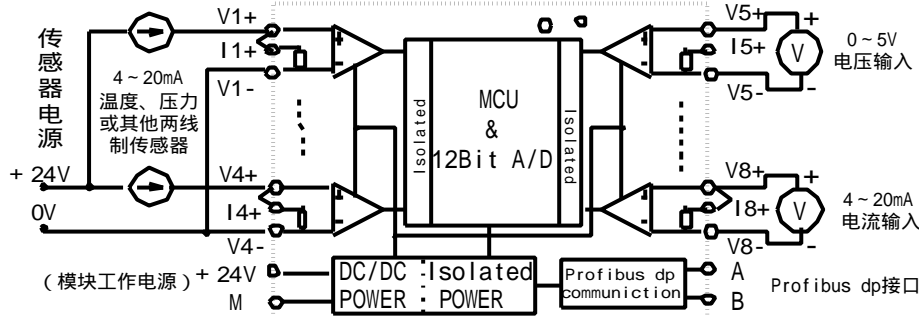 传感器电源
+ 24V
0V
4～20mA
温度、压力
或其他两线
制传感器
V1+
I1+
V1-
V4+
I4+
V4-
Isolated
MCU
&
12Bit A/D
Isolated
V5+
I5+
V5-
+
V
-
0～5V
电压输入
V8+
I8+
V8-
+
V
-
4～20mA
电流输入
(模块工作电源)
+ 24V
M
DC/DC
POWER
Isolated
POWER
Profibus dp
communiction
A
B
Profibus dp接口